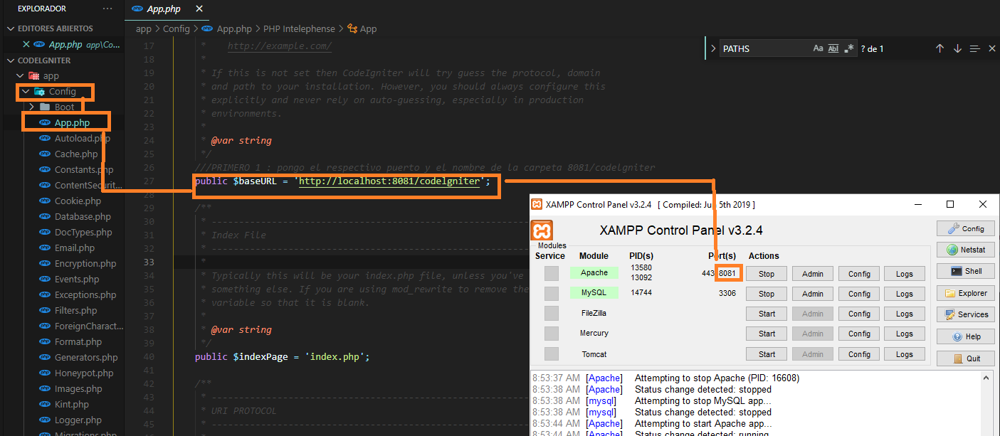 EXPLORADOR ···
App.php ×
EDITORES ABIERTOS
× App.php app\Co...
CODEIGNITER
app
Config
Boot
App.php
Autoload.php
Cache.php
Constants.php
ContentSecurit...
Cookie.php
Database.php
DocTypes.php
Email.php
Encryption.php
Events.php
Exceptions.php
Filters.php
ForeignCharact...
Format.php
Generators.php
Honeypot.php
Images.php
Kint.php
Logger.php
Migrations.php
app > Config > App.php > PHP Intelephense > App
PATHS Aa Abl .* ? de 1
17 * http://example.com/
18 *
19 * If this is not set then CodeIgniter will try guess the protocol, domain
20 * and path to your installation. However, you should always configure this
21 * explicitly and never rely on auto-guessing, especially in production
22 * environments.
23 *
24 * @var string
25 */
26 ///PRIMERO 1 : pongo el respectivo puerto y el nombre de la carpeta 8081/codeIgniter
27 public $baseURL = 'http://localhost:8081/codeIgniter';
28
29 /**
30 * --------------------------------------------------------------------------
31 * Index File
32 * --------------------------------------------------------------------------
33 *
34 * Typically this will be your index.php file, unless you've
35 * something else. If you are using mod_rewrite to remove the
36 * variable so that it is blank.
37 *
38 * @var string
39 */
40 public $indexPage = 'index.php';
41
42 /**
43 * --------------------------------------------------------------------------
44 * URI PROTOCOL
45 * --------------------------------------------------------------------------
XAMPP Control Panel v3.2.4 [ Compiled: Jun 5th 2019 ]
XAMPP Control Panel v3.2.4
Modules
Service Module PID(s) Port(s) Actions
Apache 13580 13092 443 8081 Stop Admin Config Logs
MySQL 14744 3306 Stop Admin Config Logs
FileZilla Start Admin Config Logs
Mercury Start Admin Config Logs
Tomcat Start Admin Config Logs
Config
Netstat
Shell
Explorer
Services
Help
Quit
8:53:37 AM [Apache] Attempting to stop Apache (PID: 16608)
8:53:38 AM [Apache] Status change detected: stopped
8:53:38 AM [mysql] Attempting to stop MySQL app...
8:53:38 AM [mysql] Status change detected: stopped
8:53:44 AM [Apache] Attempting to start Apache app...
8:53:44 AM [Apache] Status change detected: running